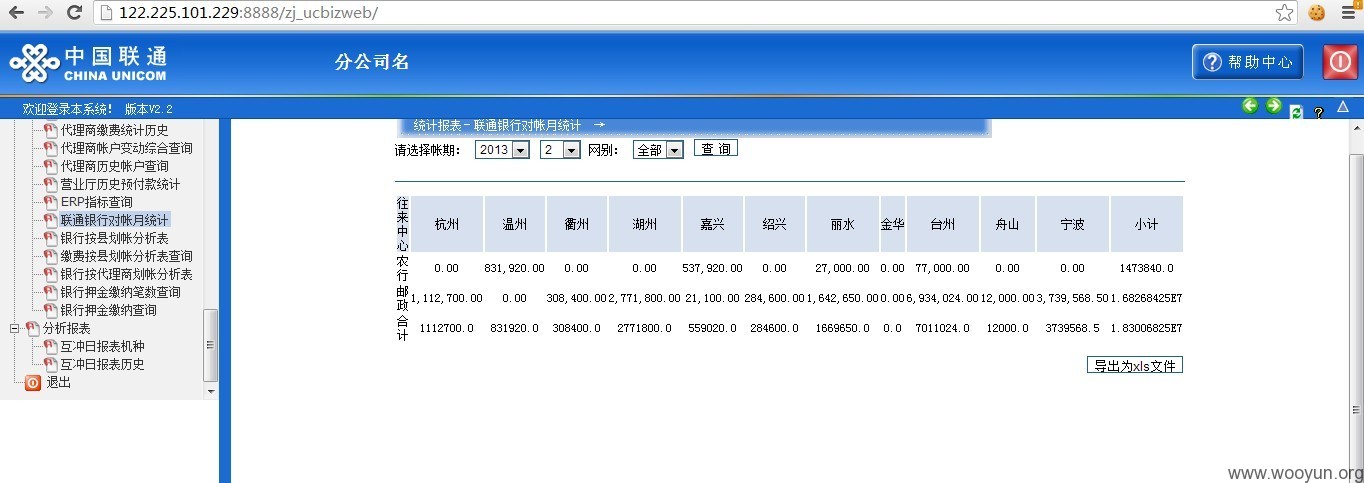 122.225.101.229:8888/zj_ucbizweb/
中国联通
CHINA UNICOM
分公司名
帮助中心
欢迎登录本系统! 版本V2.2
代理商缴费统计历史
代理商帐户变动综合查询
代理商历史帐户查询
营业厅历史预付款统计
ERP指标查询
联通银行对帐月统计
银行按县划帐分析表
缴费按县划帐分析表查询
银行按代理商划帐分析表
银行押金缴纳笔数查询
银行押金缴纳查询
分析报表
互冲日报表机种
互冲日报表历史
退出
统计报表－联通银行对帐月统计 →
请选择帐期: 2013 2 网别: 全部 查 询
往来中心 杭州 温州 衢州 湖州 嘉兴 绍兴 丽水 金华 台州 舟山 宁波 小计
农行 0.00 831,920.00 0.00 0.00 537,920.00 0.00 27,000.00 0.00 77,000.00 0.00 0.00 1473840.0
邮政 1,112,700.00 0.00 308,400.00 2,771,800.00 21,100.00 284,600.00 1,642,650.00 0.00 6,934,024.00 12,000.00 3,739,568.50 1.68268425E7
合计 1112700.0 831920.0 308400.0 2771800.0 559020.0 284600.0 1669650.0 0.0 7011024.0 12000.0 3739568.5 1.83006825E7
导出为xls文件
www.wooyun.org